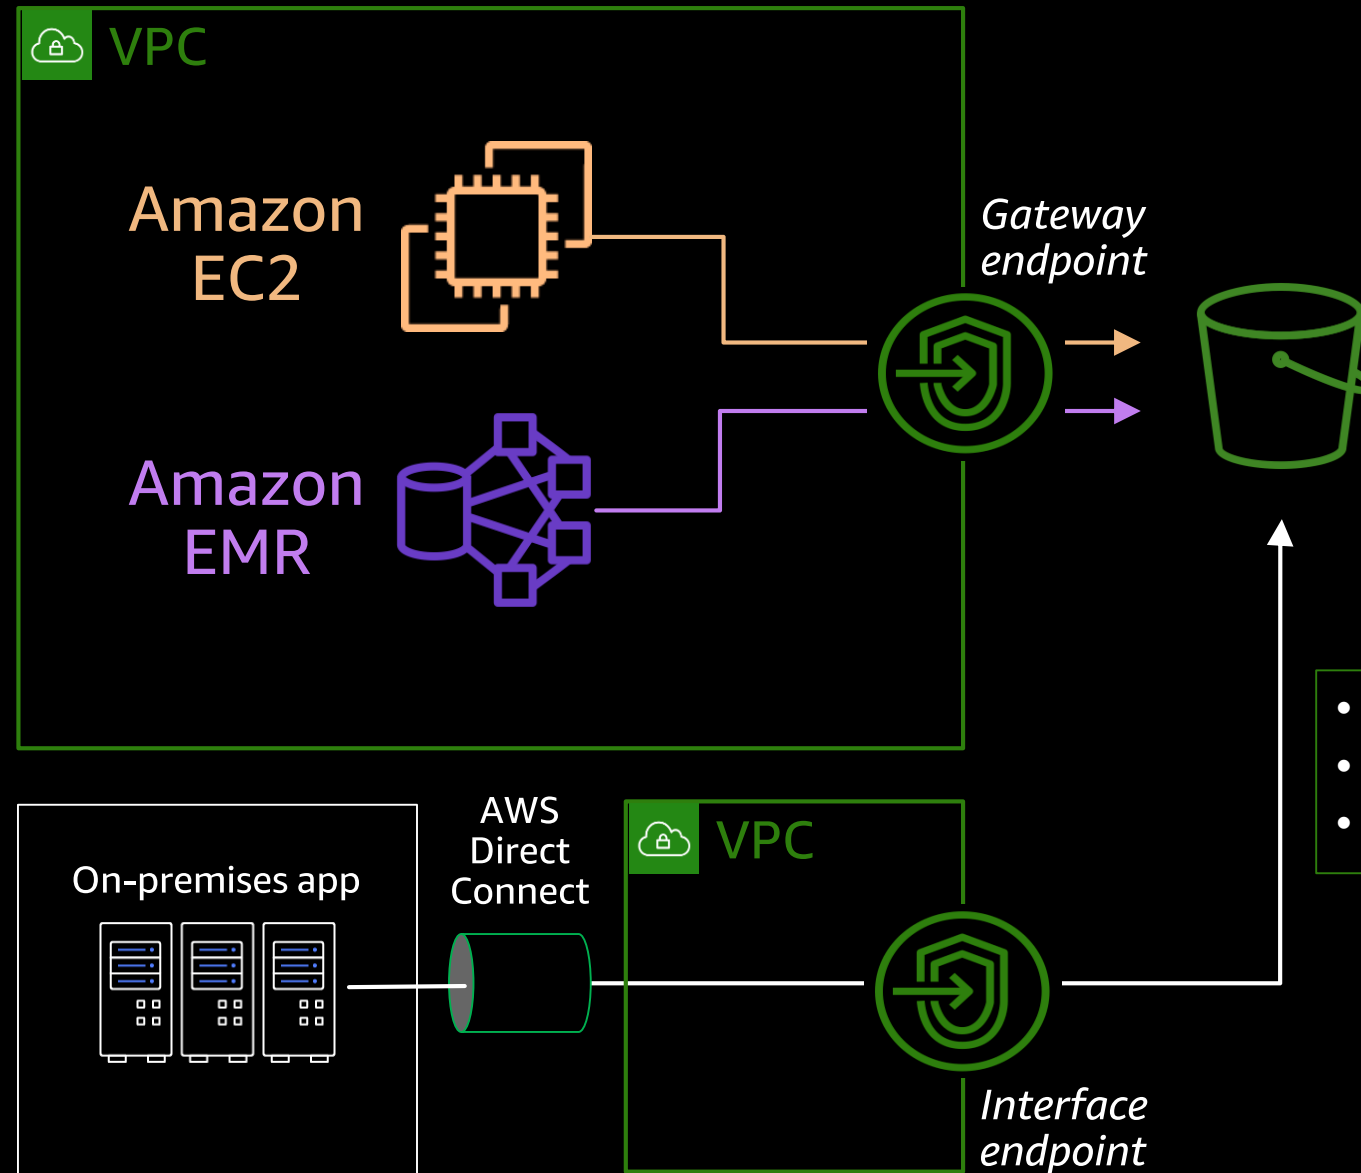 VPC
Amazon
EC2
Gateway
endpoint
Amazon
EMR
On-premises app
AWS
Direct
Connect
VPC
Interface
endpoint